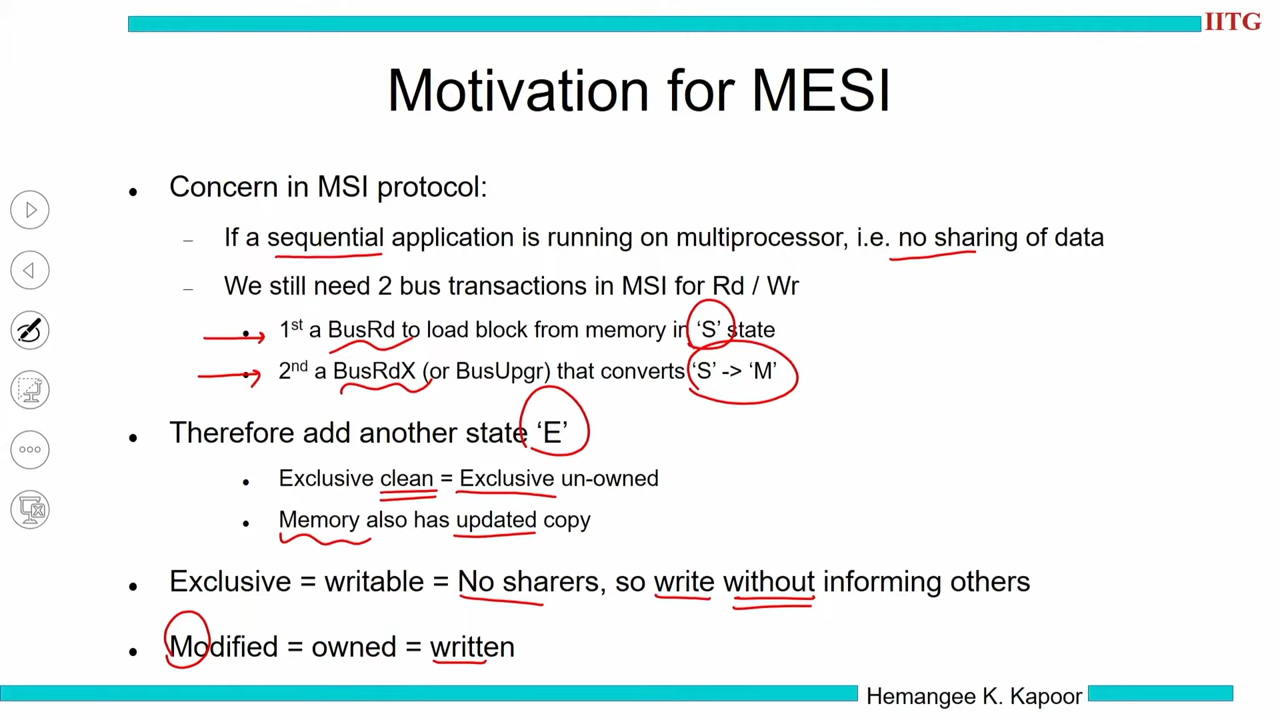 IITG
Motivation for MESI
• Concern in MSI protocol:
– If a sequential application is running on multiprocessor, i.e. no sharing of data
– We still need 2 bus transactions in MSI for Rd / Wr
• 1st a BusRd to load block from memory in ‘S’ state
• 2nd a BusRdX (or BusUpgr) that converts ‘S’ -> ‘M’
• Therefore add another state ‘E’
• Exclusive clean = Exclusive un-owned
• Memory also has updated copy
• Exclusive = writable = No sharers, so write without informing others
• Modified = owned = written
Hemangee K. Kapoor